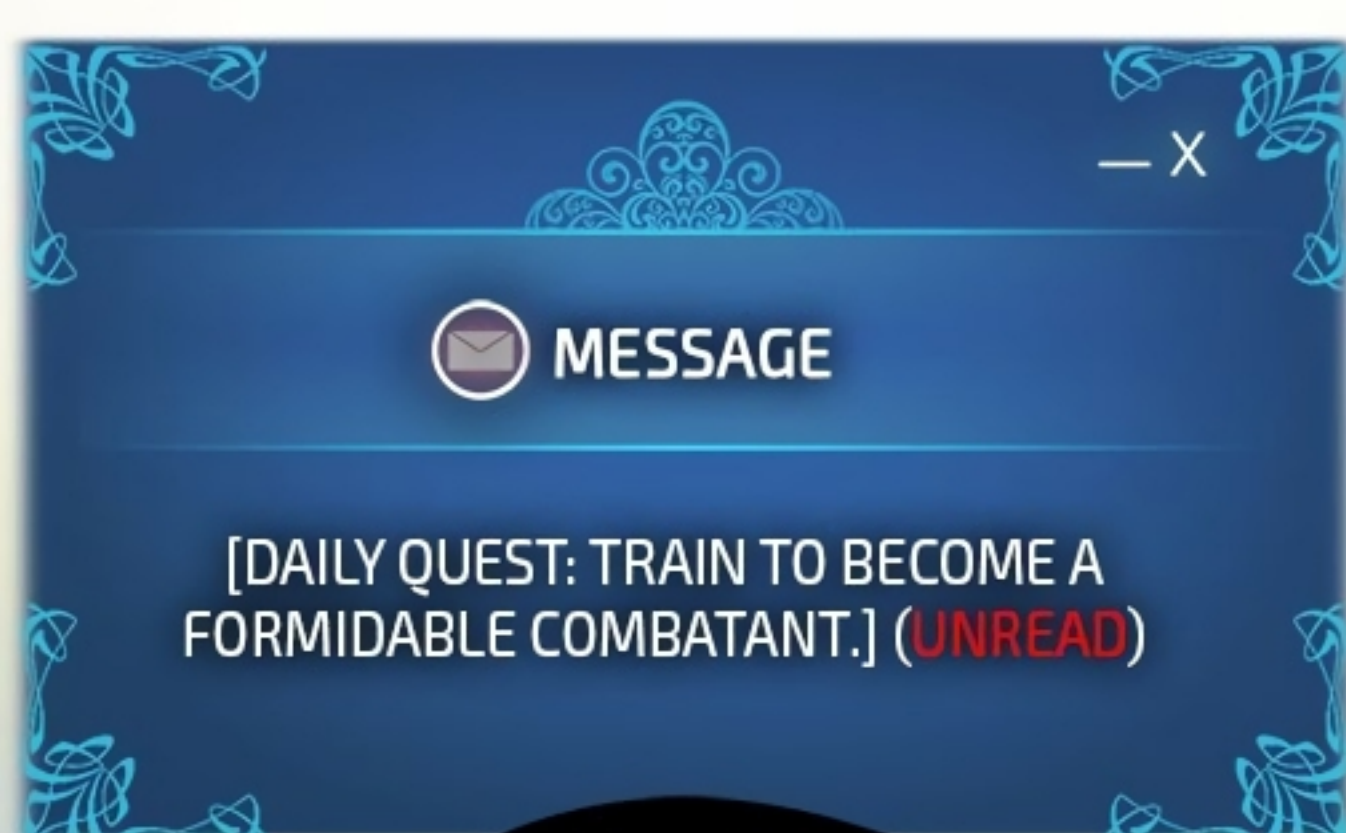 — X
MESSAGE
[DAILY QUEST: TRAIN TO BECOME A
FORMIDABLE COMBATANT.] (UNREAD)